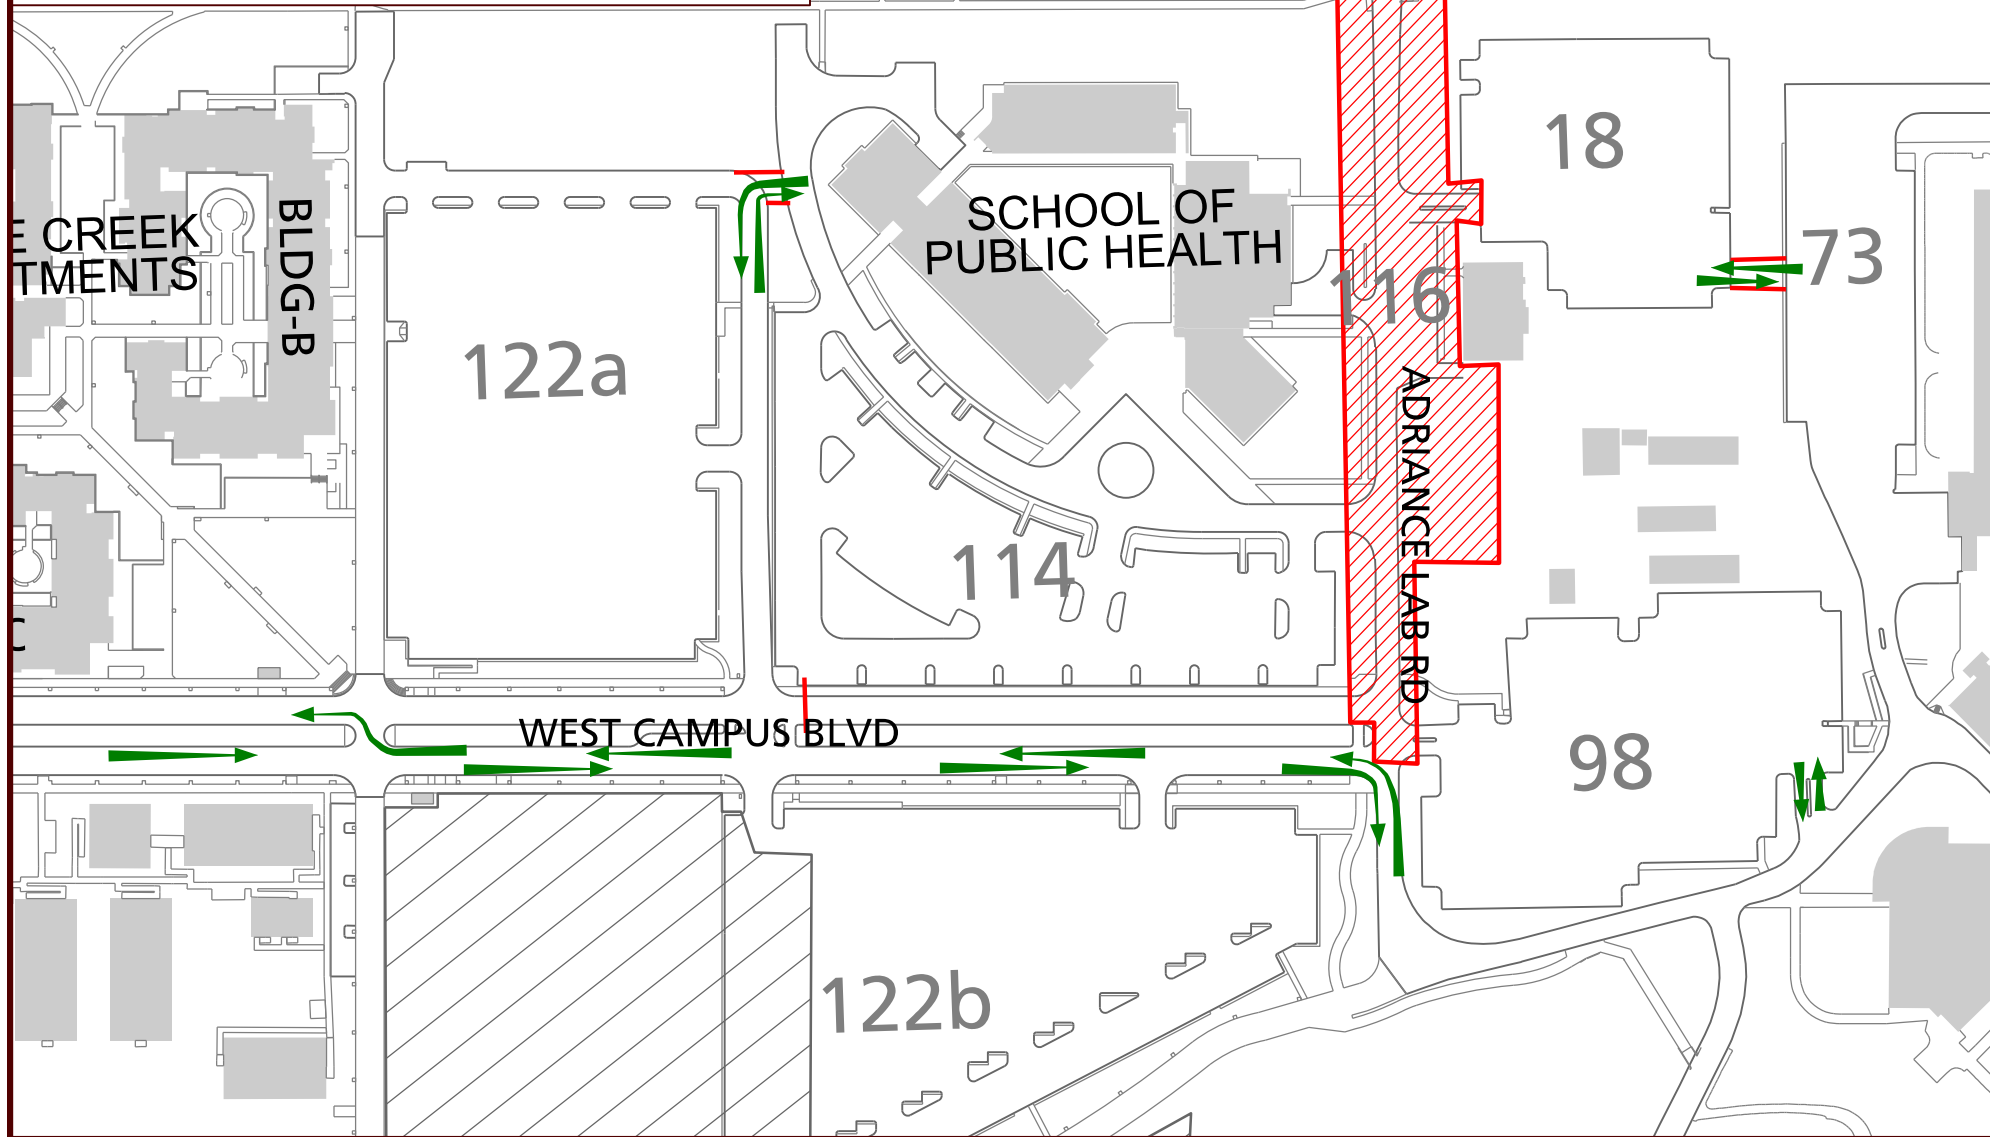 18
E CREEK
TMENTS
BLDG-B
SCHOOL OF
PUBLIC HEALTH
73
116
122a
ADRIANCE LAB RD
114
C
WEST CAMPUS BLVD
98
122b